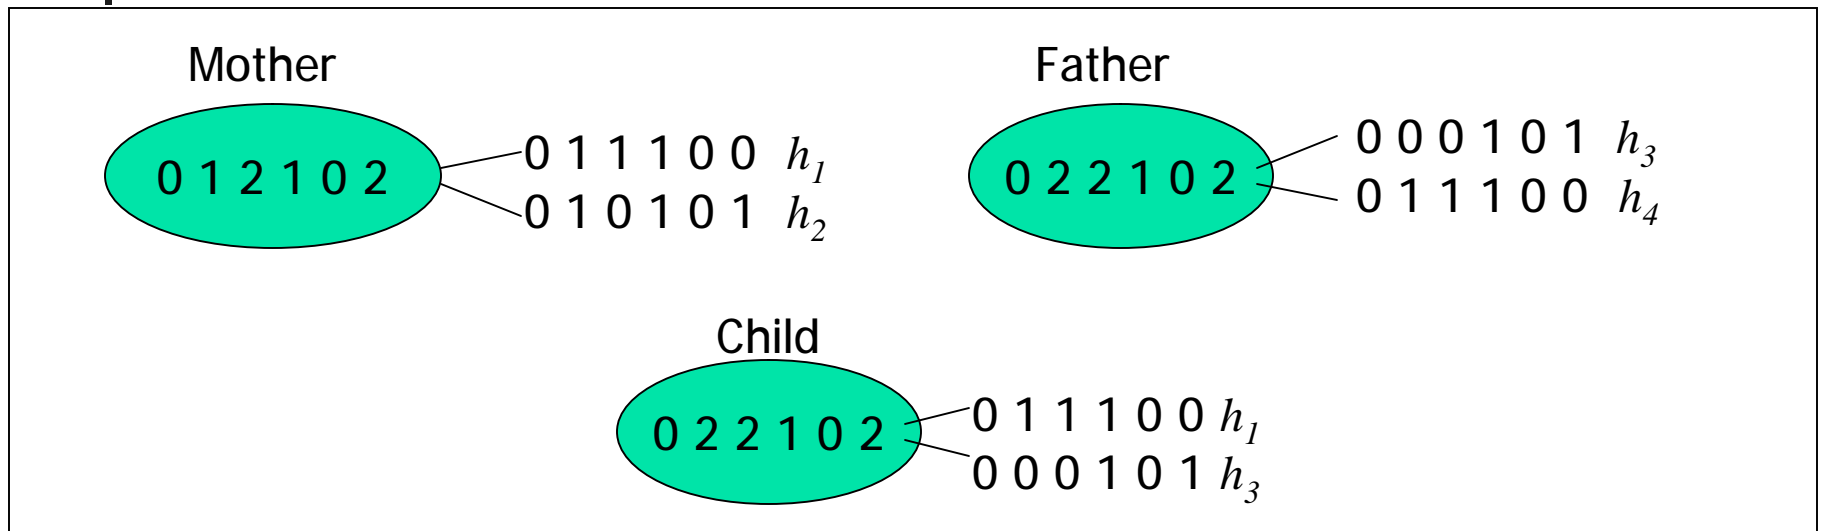 Mother
0 1 2 1 0 2
0 1 1 1 0 0 h1
0 1 0 1 0 1 h2
Father
0 2 2 1 0 2
0 0 0 1 0 1 h3
0 1 1 1 0 0 h4
Child
0 2 2 1 0 2
0 1 1 1 0 0 h1
0 0 0 1 0 1 h3